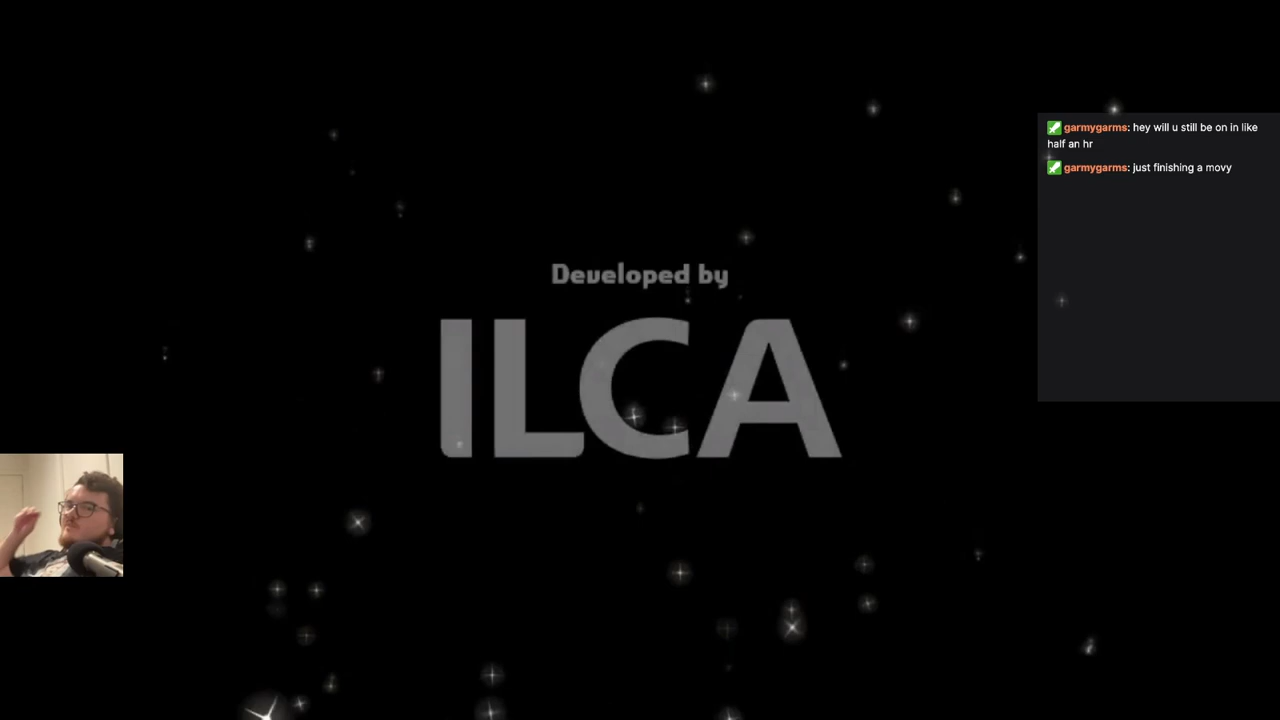 Developed by
ILCA
garmygarms: hey will u still be on in like
half an hr
garmygarms: just finishing a movy